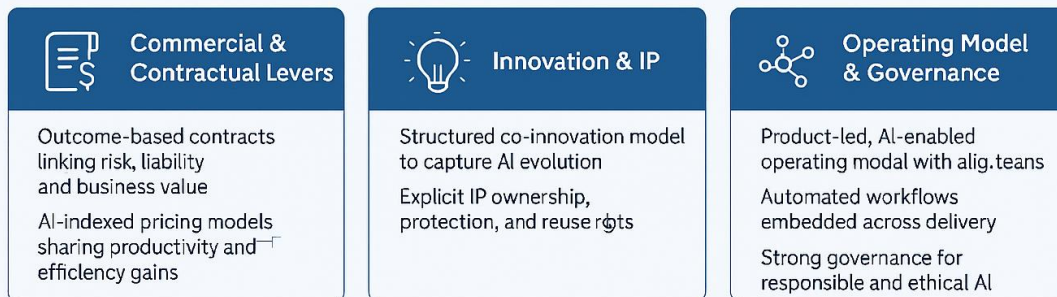 Commercial &
Contractual Levers
Outcome-based contracts
linking risk, liability
and business value
AI-indexed pricing models
sharing productivity and
efficlency gains
Innovation & IP
Structured co-innovation model
to capture AI evolution
Explicit IP ownership,
protection, and reuse
Operating Model
& Governance
Product-led, AI-enabled
operating modal with alig.teans
Automated workflows
embedded across delivery
Strong governance for
responsible and ethical AI